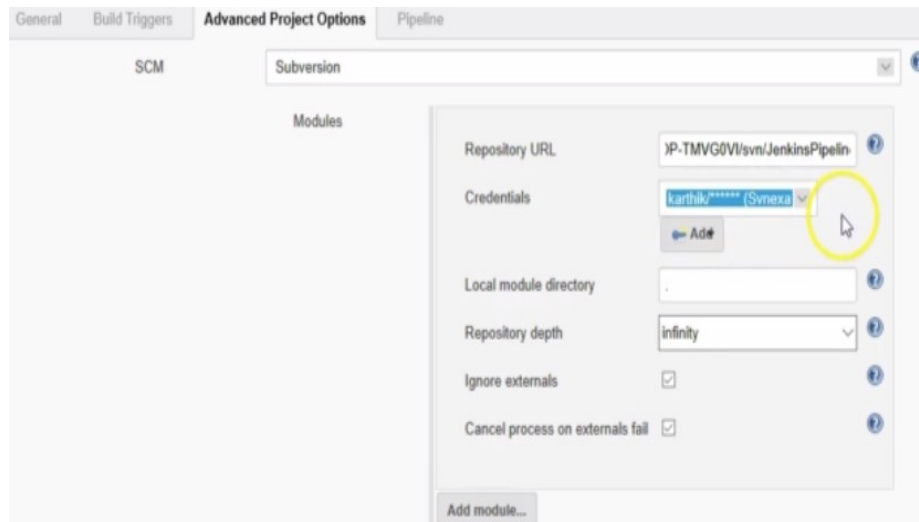 General Build Triggers Advanced Project Options Pipeline
SCM Subversion
Modules
Repository URL )P-TMVG0VI/svn/JenkinsPipelin
Credentials karthik/****** (Svnexa
Add
Local module directory .
Repository depth infinity
Ignore externals
Cancel process on externals fail
Add module...